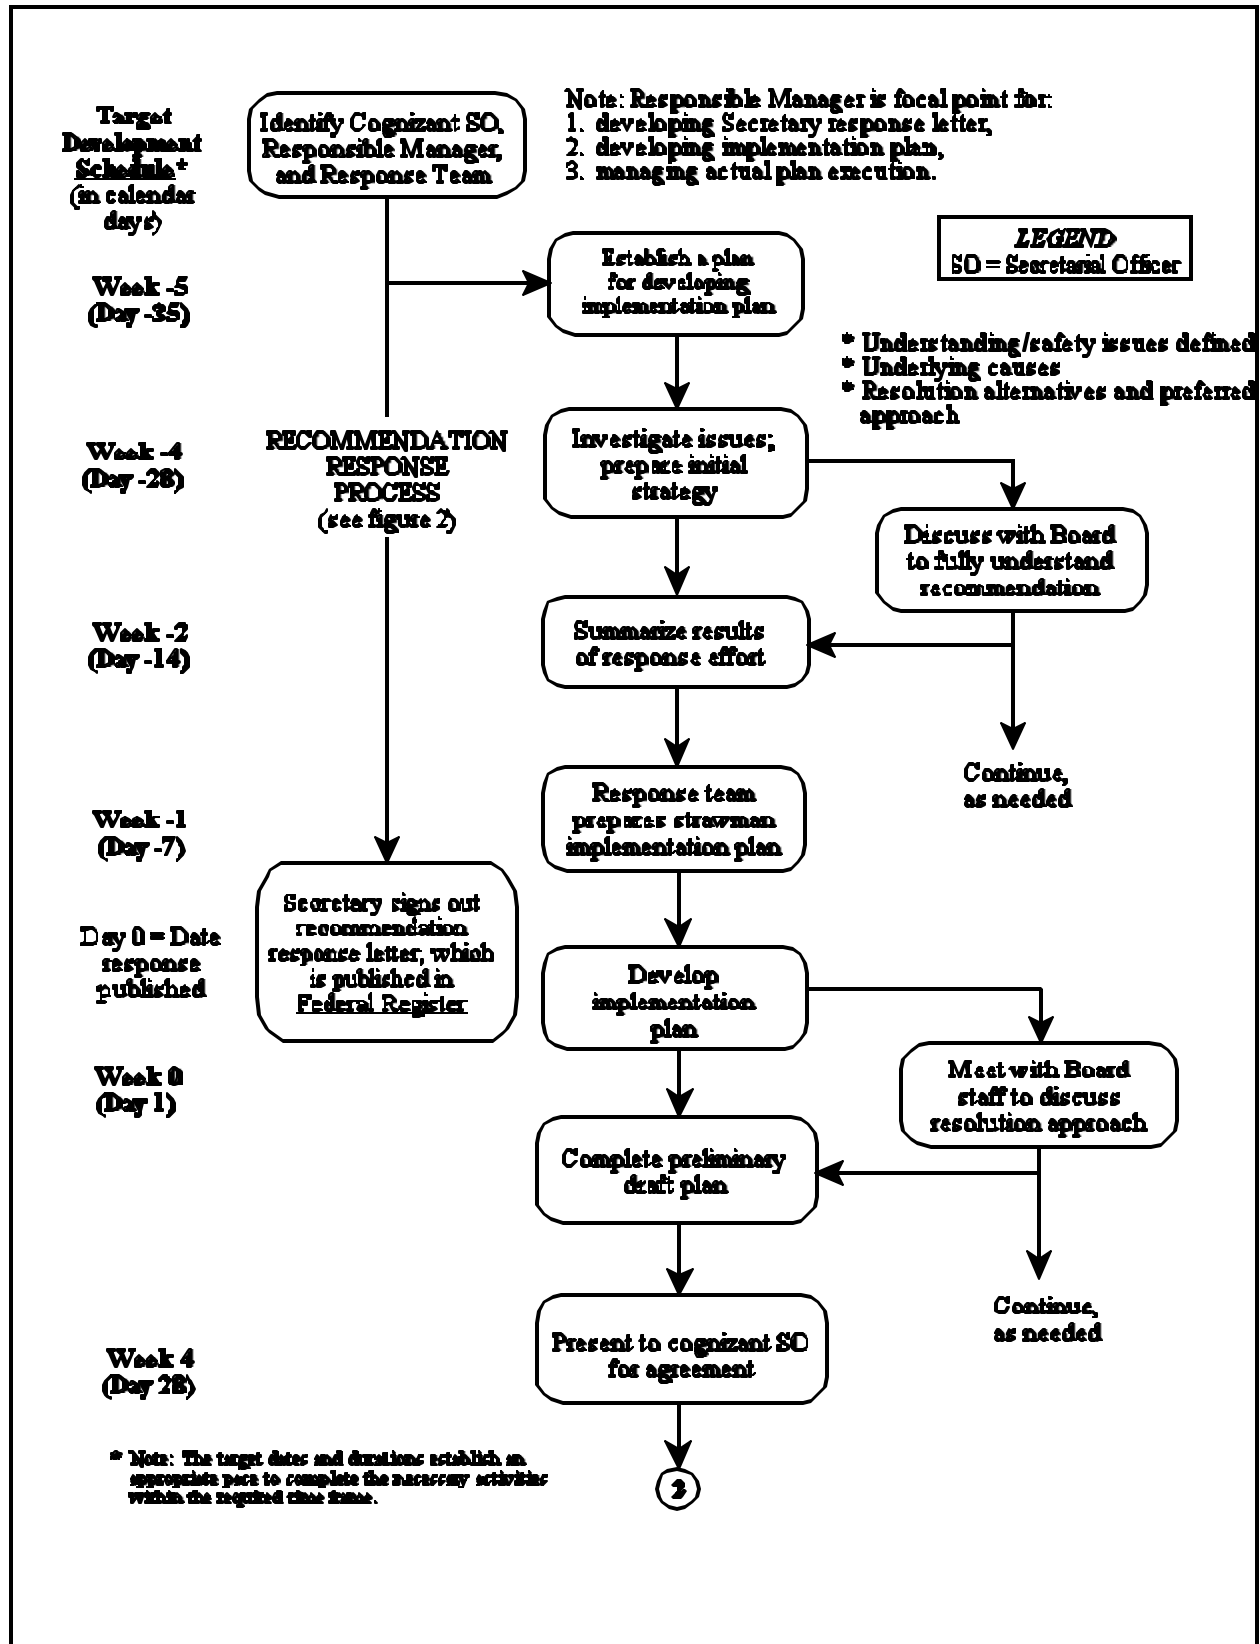 Target
Development
Schedule*
(in calendar
days)
Identify Cognizant SO,
Responsible Manager,
and Response Team
Note: Responsible Manager is focal point for:
1. developing Secretary response letter,
2. developing implementation plan,
3. managing actual plan execution.
LEGEND
SO = Secretarial Officer
Week -5
(Day -35)
Establish a plan
for developing
implementation plan
* Understanding/safety issues defined
* Underlying causes
* Resolution alternatives and preferred
approach
Week -4
(Day -28)
RECOMMENDATION
RESPONSE
PROCESS
(see figure 2)
Investigate issues;
prepare initial
strategy
Discuss with Board
to fully understand
recommendation
Week -2
(Day -14)
Summarize results
of response effort
Continue,
as needed
Week -1
(Day -7)
Response team
prepares strawman
implementation plan
Day 0 = Date
response
published
Secretary signs out
recommendation
response letter, which
is published in
Federal Register
Develop
implementation
plan
Week 0
(Day 1)
Meet with Board
staff to discuss
resolution approach
Complete preliminary
draft plan
Continue,
as needed
Week 4
(Day 28)
Present to cognizant SO
for agreement
* Note: The target dates and durations establish an
appropriate pace to complete the necessary activities
within the required time frame.
2